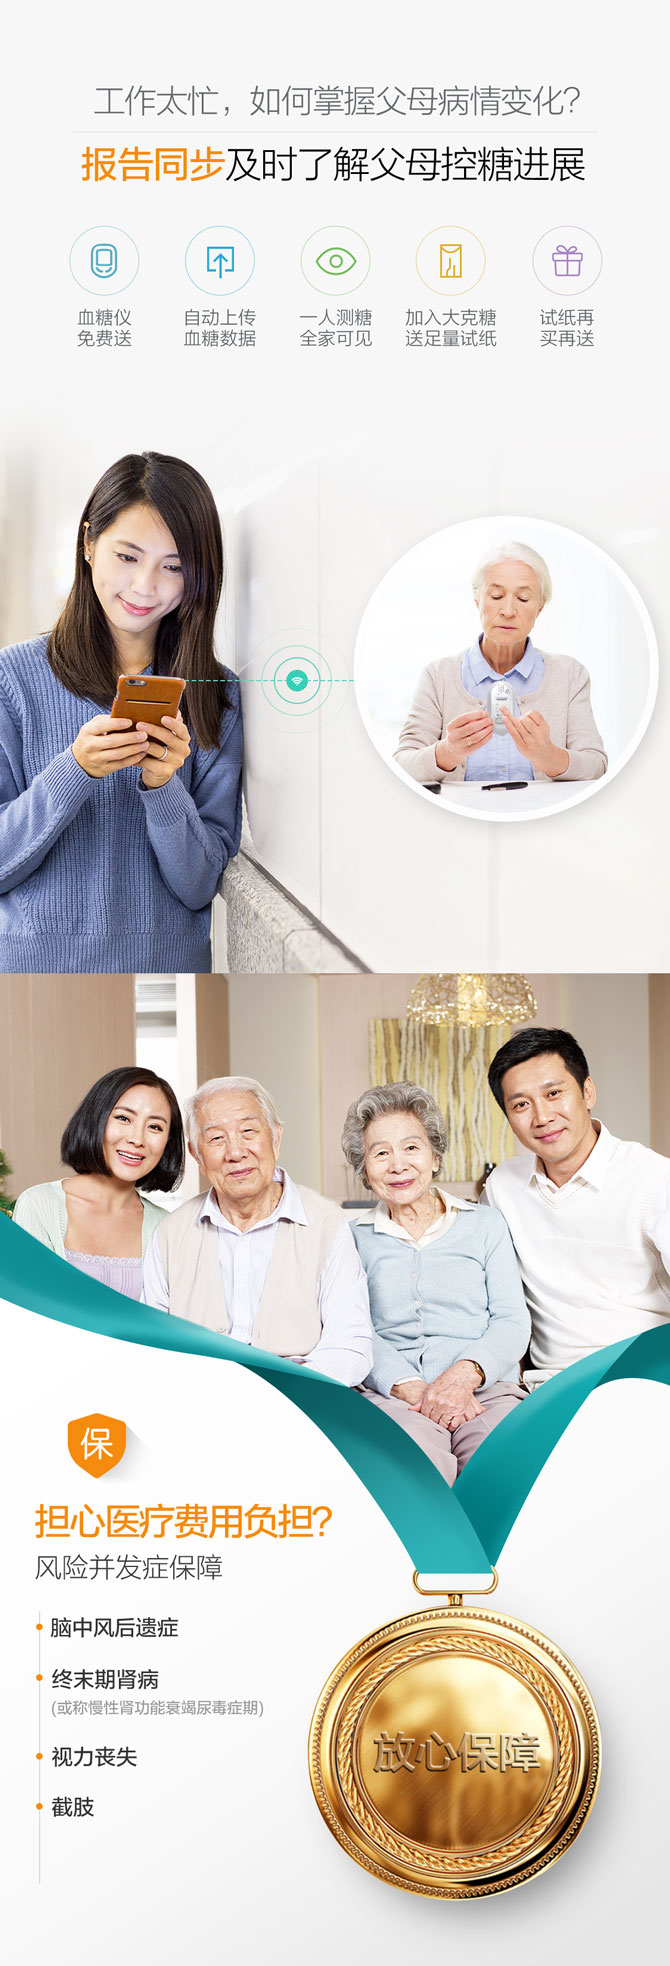 工作太忙，如何掌握父母病情变化？
报告同步及时了解父母控糖进展
血糖仪
免费送
自动上传
血糖数据
一人测糖
全家可见
加入大克糖
送足量试纸
试纸再
买再送
保
担心医疗费用负担？
风险并发症保障
脑中风后遗症
终末期肾病
(或称慢性肾功能衰竭尿毒症期)
视力丧失
截肢
放心保障